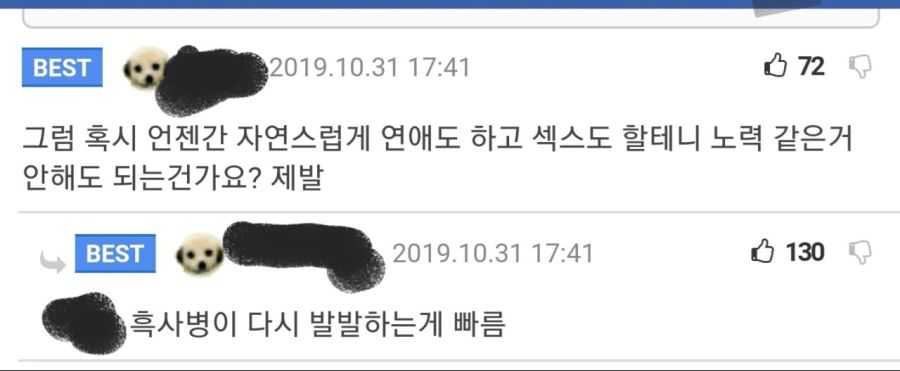 BEST 2019.10.31 17:41 72
그럼 혹시 언젠간 자연스럽게 연애도 하고 섹스도 할테니 노력 같은거
안해도 되는건가요? 제발
BEST 2019.10.31 17:41 130
흑사병이 다시 발발하는게 빠름